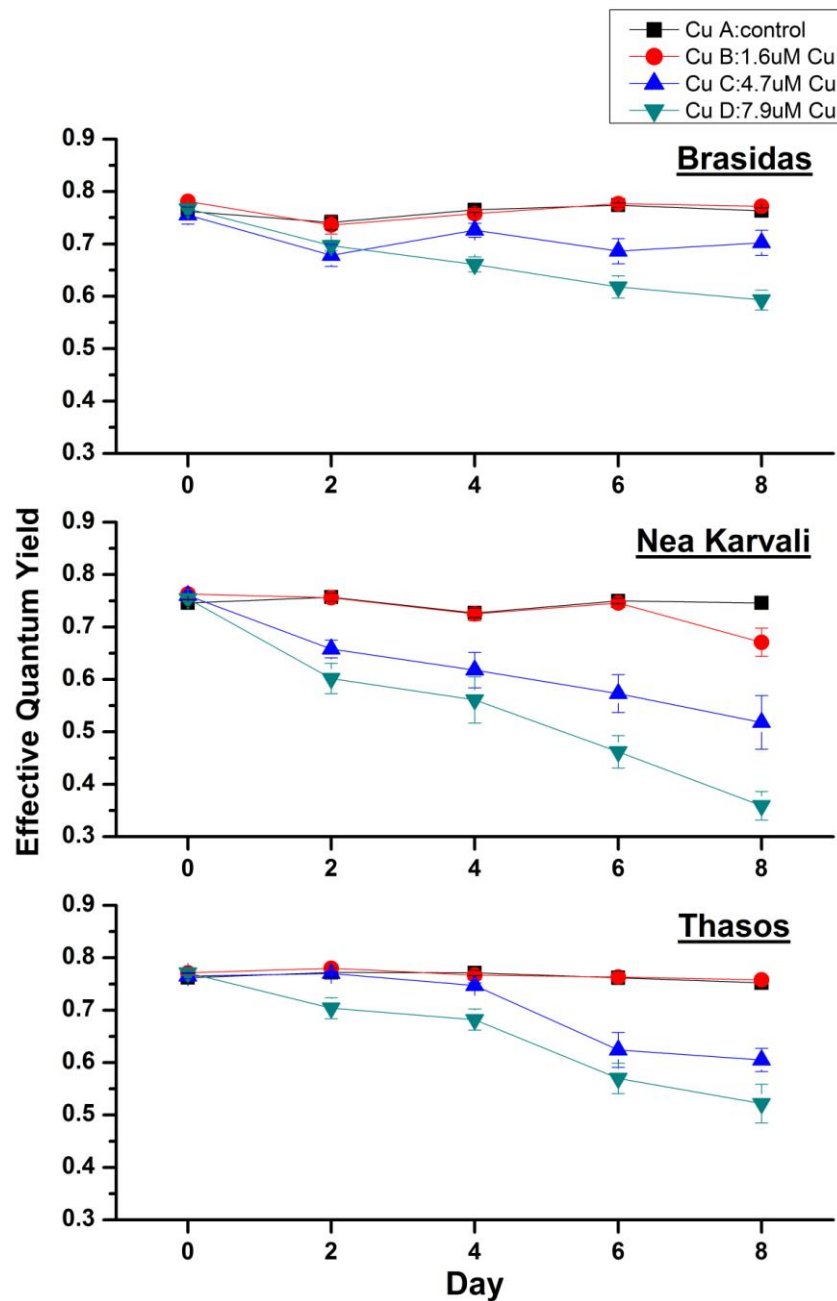 Cu A:control
Cu B:1.6uM Cu
Cu C:4.7uM Cu
Cu D:7.9uM Cu
Brasidas
0.9
0.8
0.7
0.6
0.5
0.4
0.3
0 2 4 6 8
Effective Quantum Yield
Nea Karvali
0.9
0.8
0.7
0.6
0.5
0.4
0.3
0 2 4 6 8
Thasos
0.9
0.8
0.7
0.6
0.5
0.4
0.3
0 2 4 6 8
Day